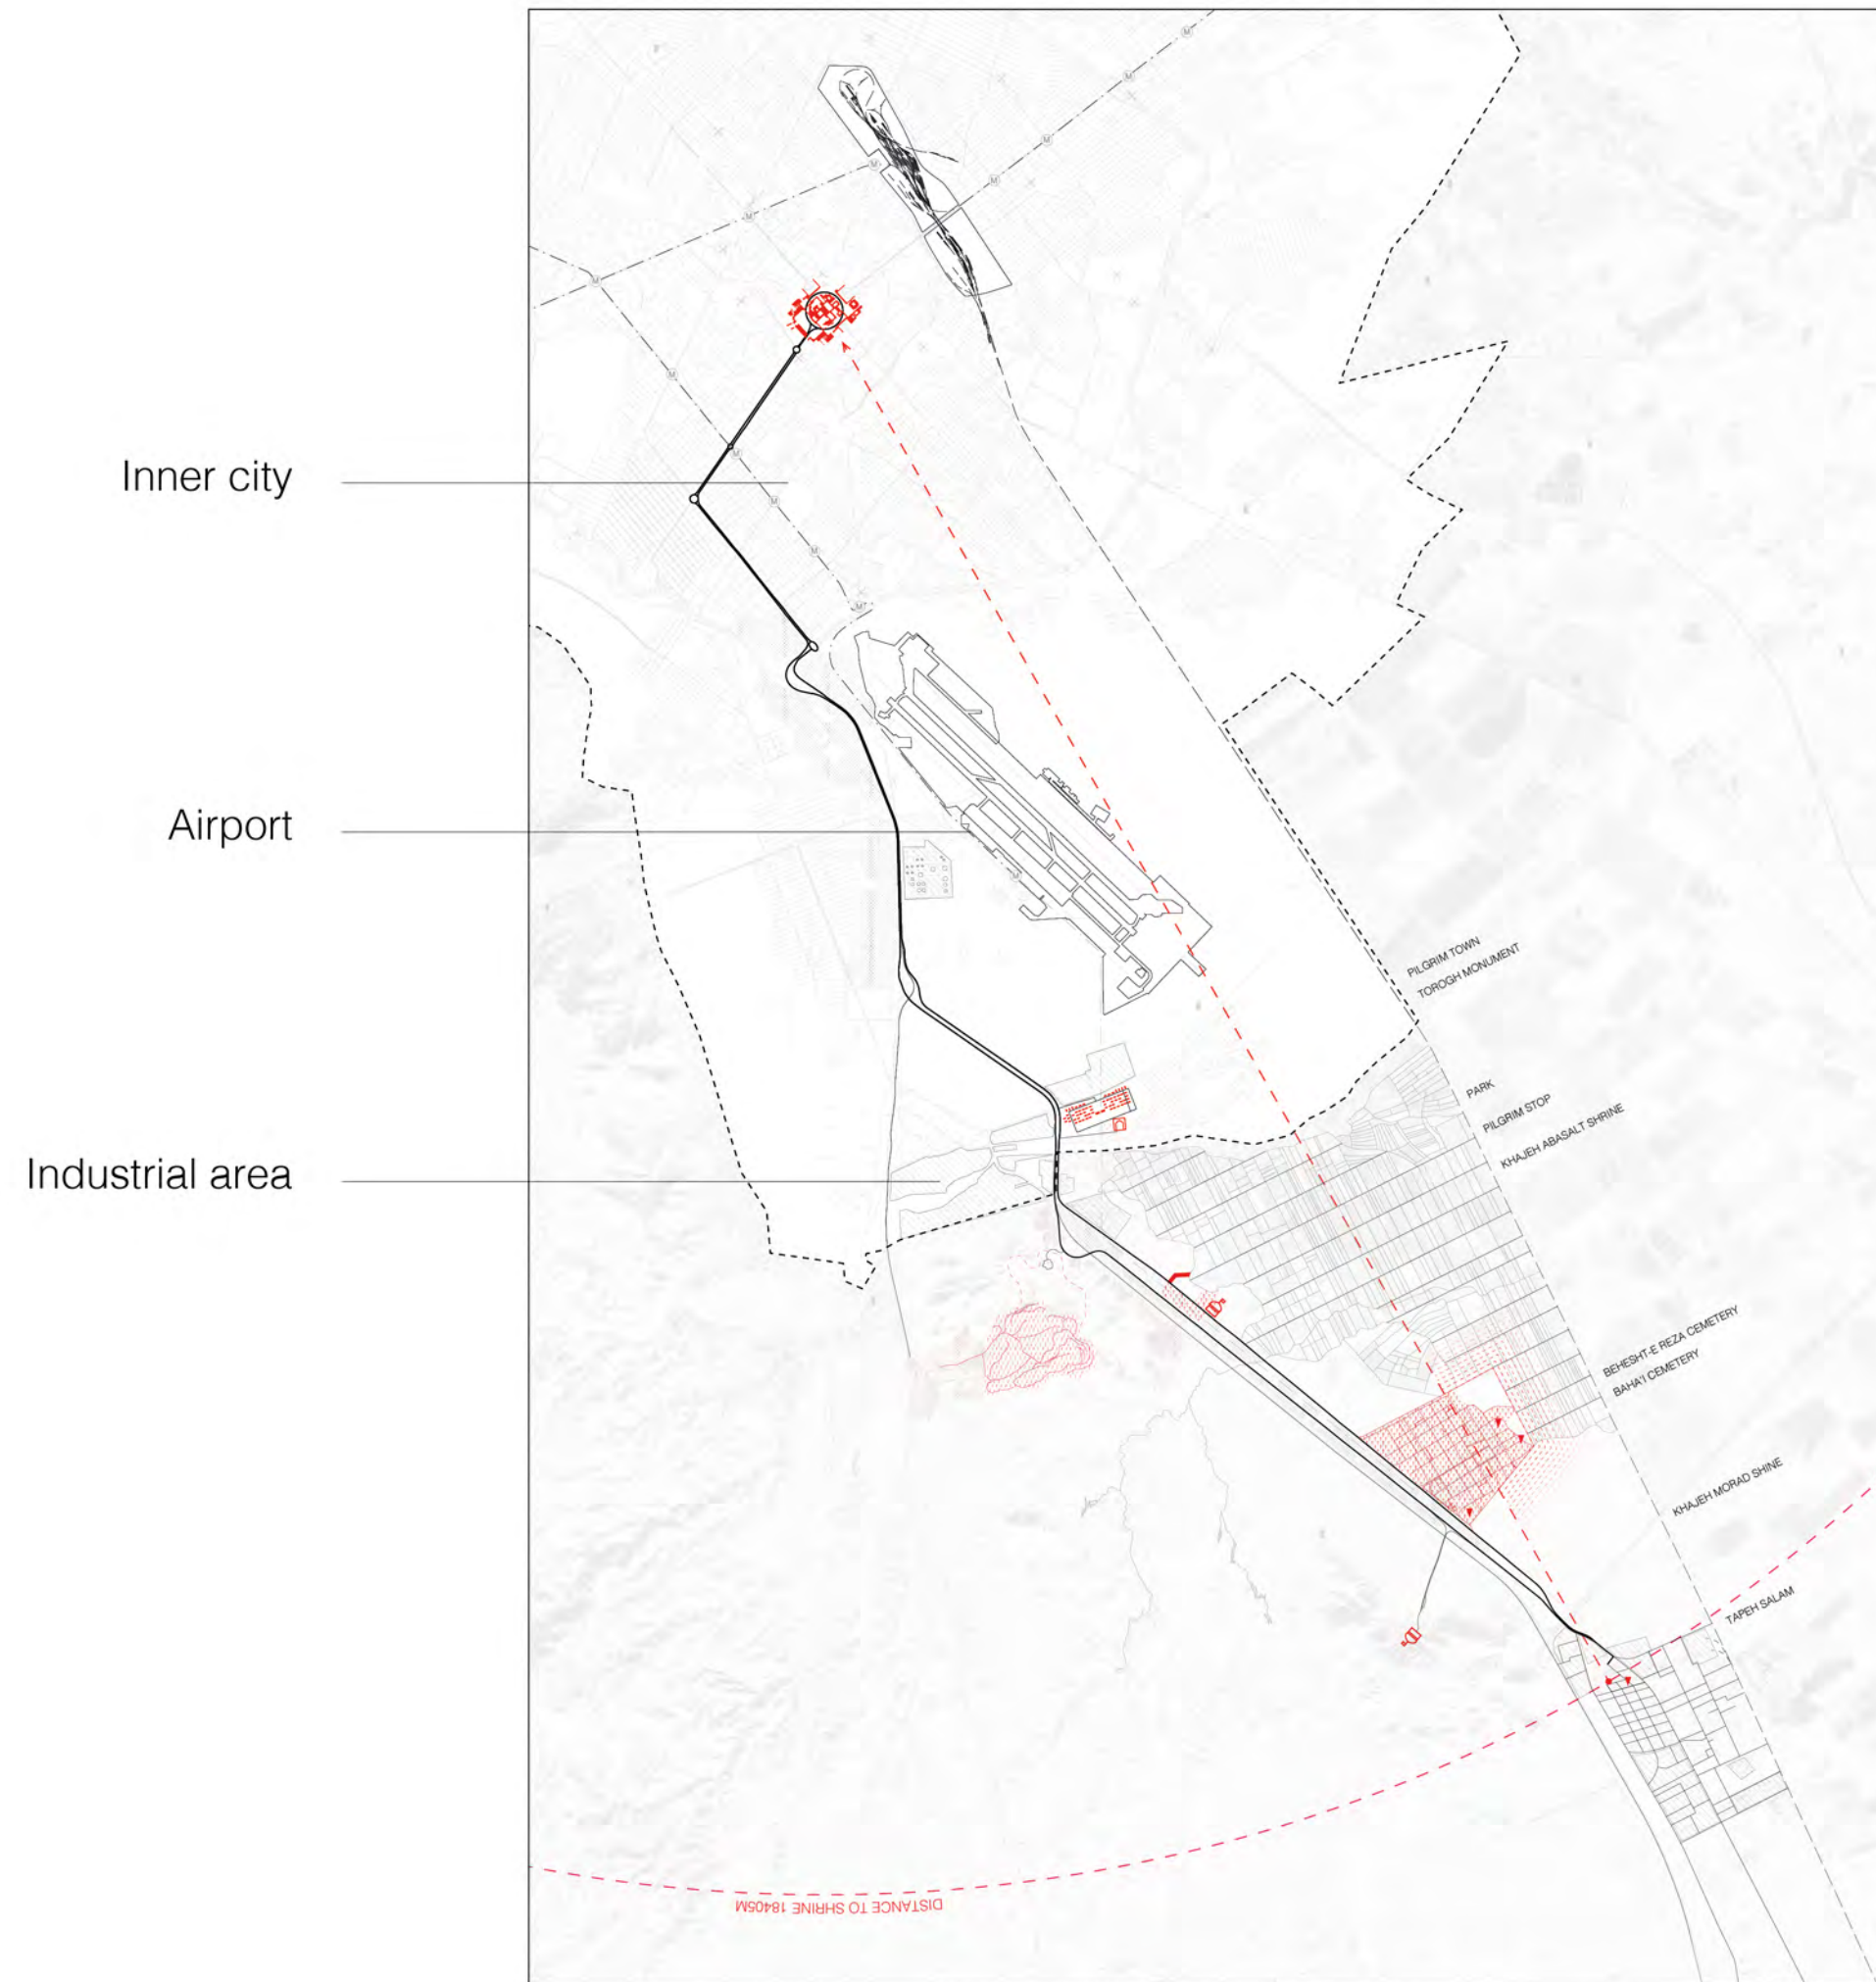 Inner city
Airport
Industrial area
PILGRIM TOWN
TOROGH MONUMENT
PARK
PILGRIM STOP
KHAJEH ABASALT SHRINE
BEHESHT-E REZA CEMETERY
BAHA'I CEMETERY
KHAJEH MORAD SHINE
TAPEH SALAM
DISTANCE TO SHRINE 18405M
M
M
M
M
M
M
M
M
M
M
M
M
M